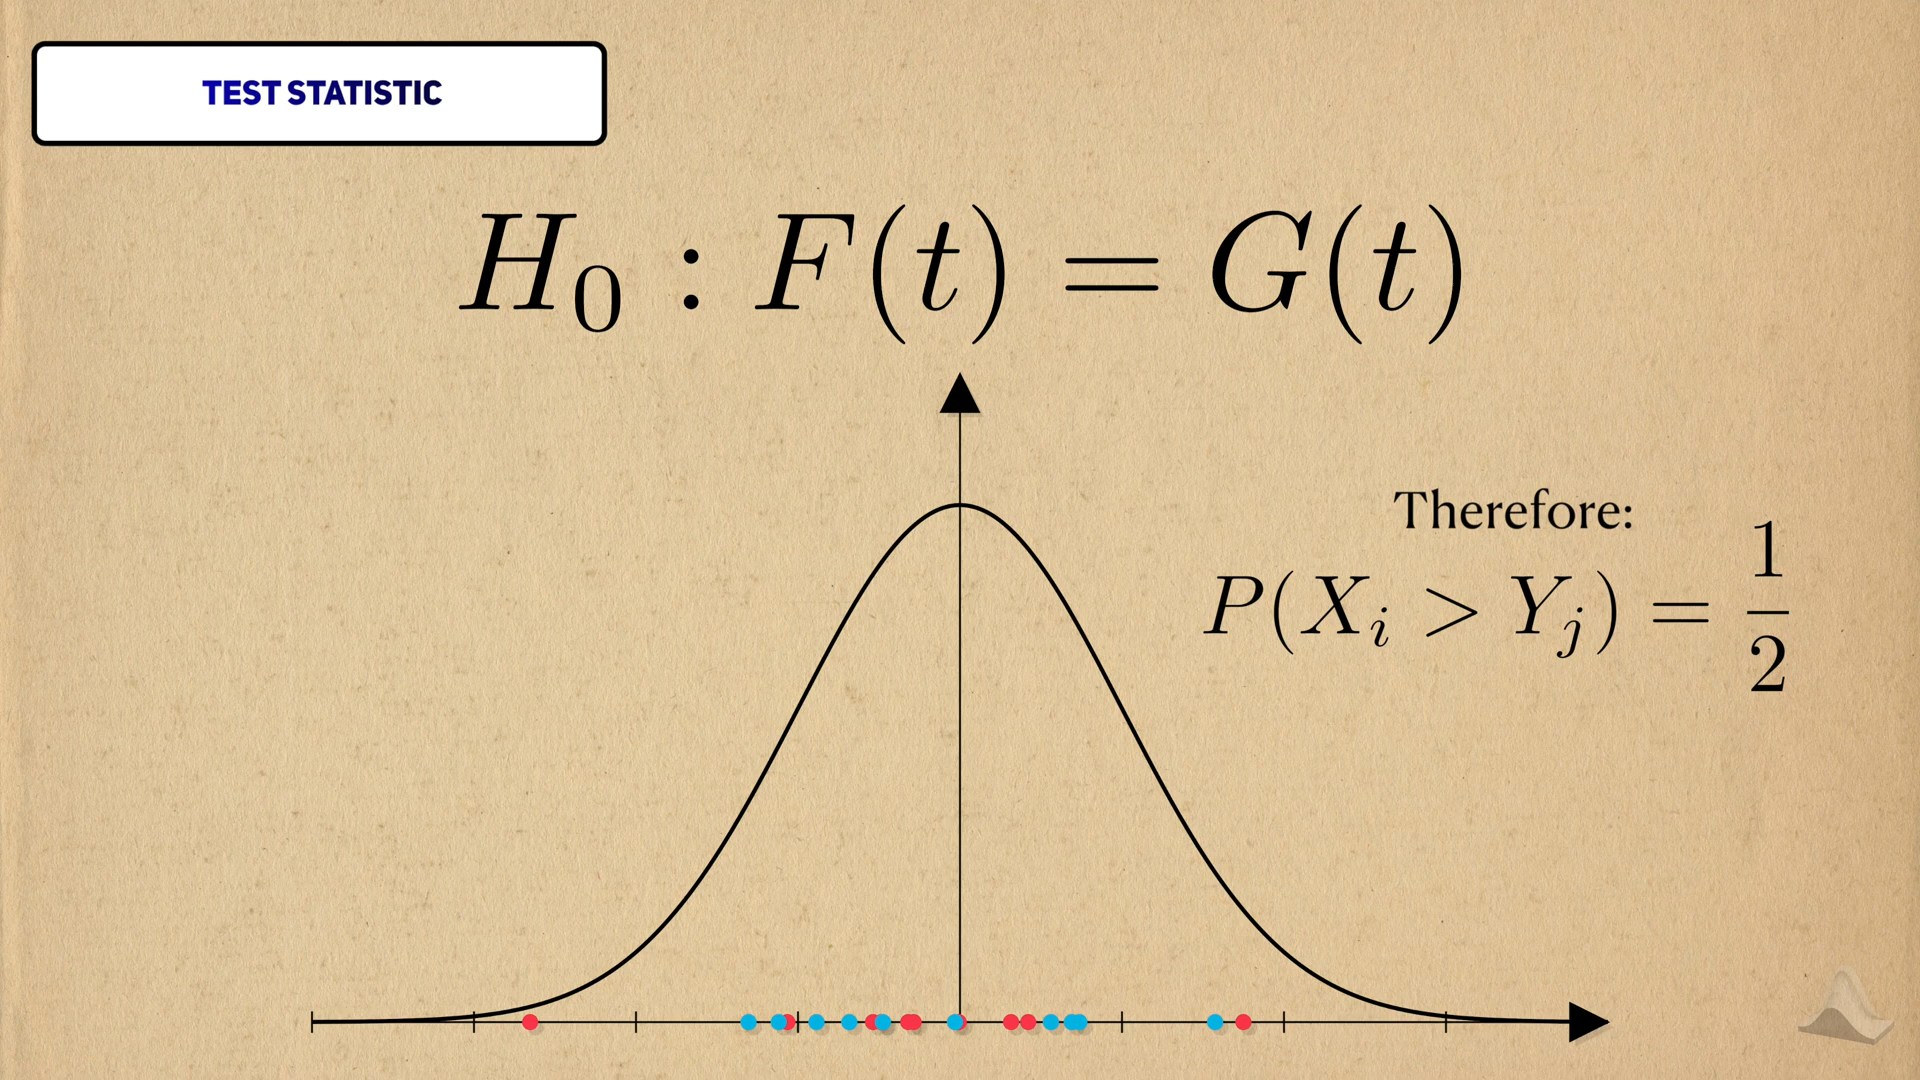 TEST STATISTIC
H₀ : F(t) = G(t)
Therefore:
P(Xᵢ > Yⱼ) = 1/2